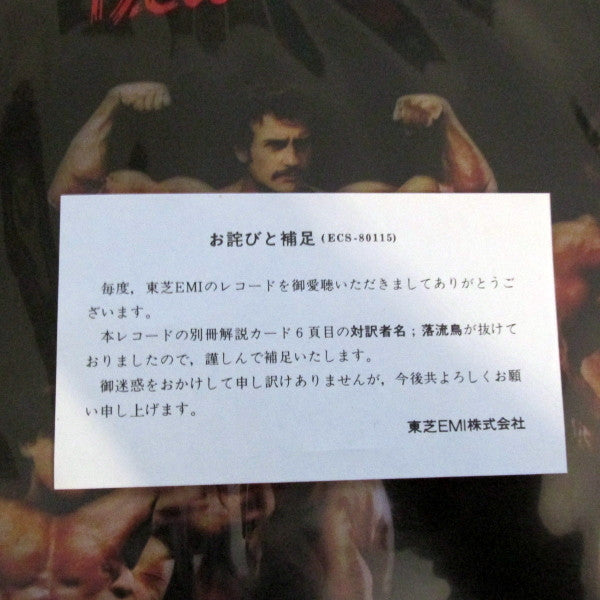 お詫びと補足 (ECS-80115)
毎度，東芝EMIのレコードを御愛聴いただきましてありがとうご
ざいます。
本レコードの別冊解説カード６頁目の対訳者名；落流鳥が抜けて
おりましたので，謹しんで補足いたします。
御迷惑をおかけして申し訳ありませんが，今後共よろしくお願
い申し上げます。
東芝EMI株式会社